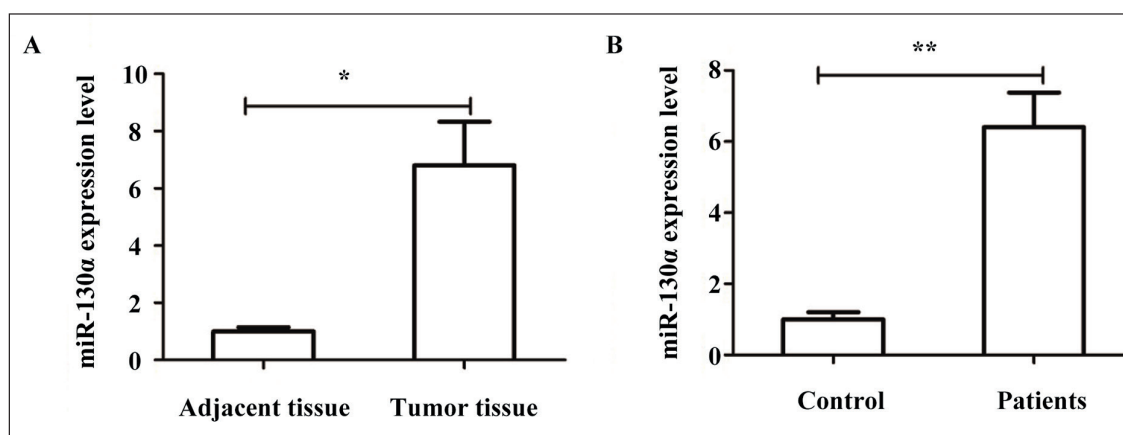 A
miR-130α expression level
10
8
6
4
2
0
*
Adjacent tissue
Tumor tissue
B
miR-130α expression level
8
6
4
2
0
**
Control
Patients